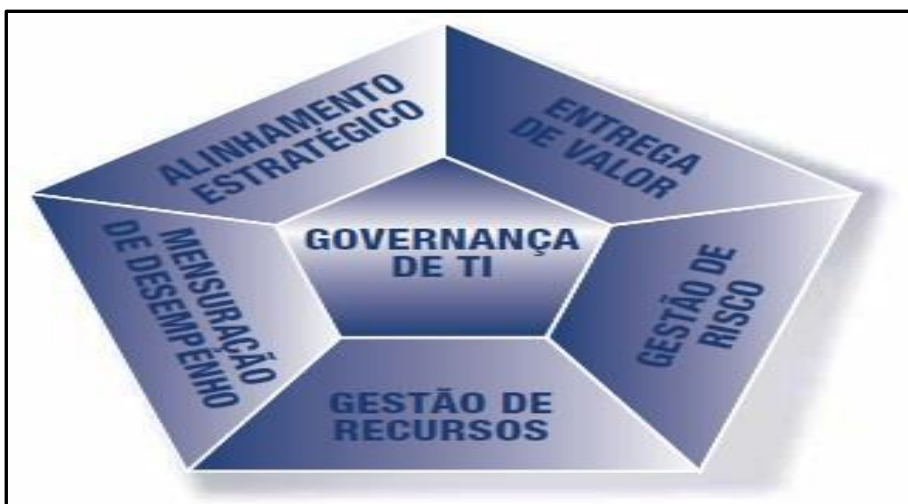 ALINHAMENTO
ESTRATÉGICO
ENTREGA
DE VALOR
GOVERNANÇA
DE TI
MENSURAÇÃO
DE DESEMPENHO
GESTÃO DE
RISCO
GESTÃO DE
RECURSOS